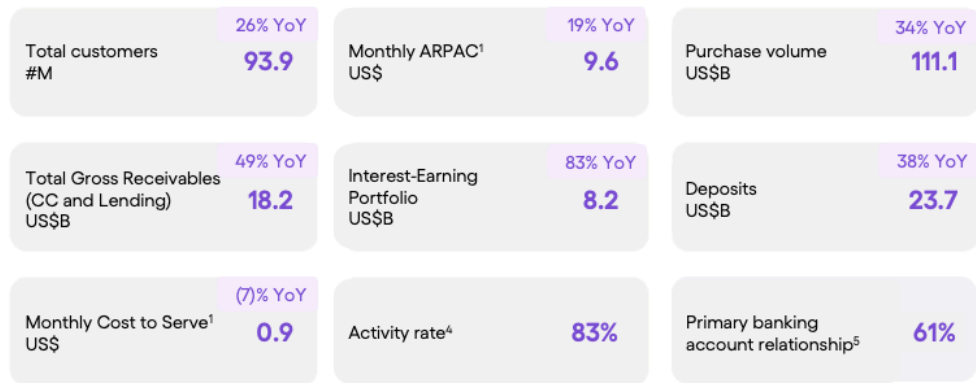 26% YoY
Total customers
#M
93.9
19% YoY
Monthly ARPAC¹
US$
9.6
34% YoY
Purchase volume
US$B
111.1
49% YoY
Total Gross Receivables
(CC and Lending)
US$B
18.2
83% YoY
Interest-Earning
Portfolio
US$B
8.2
38% YoY
Deposits
US$B
23.7
(7)% YoY
Monthly Cost to Serve¹
US$
0.9
Activity rate⁴
83%
Primary banking
account relationship⁵
61%